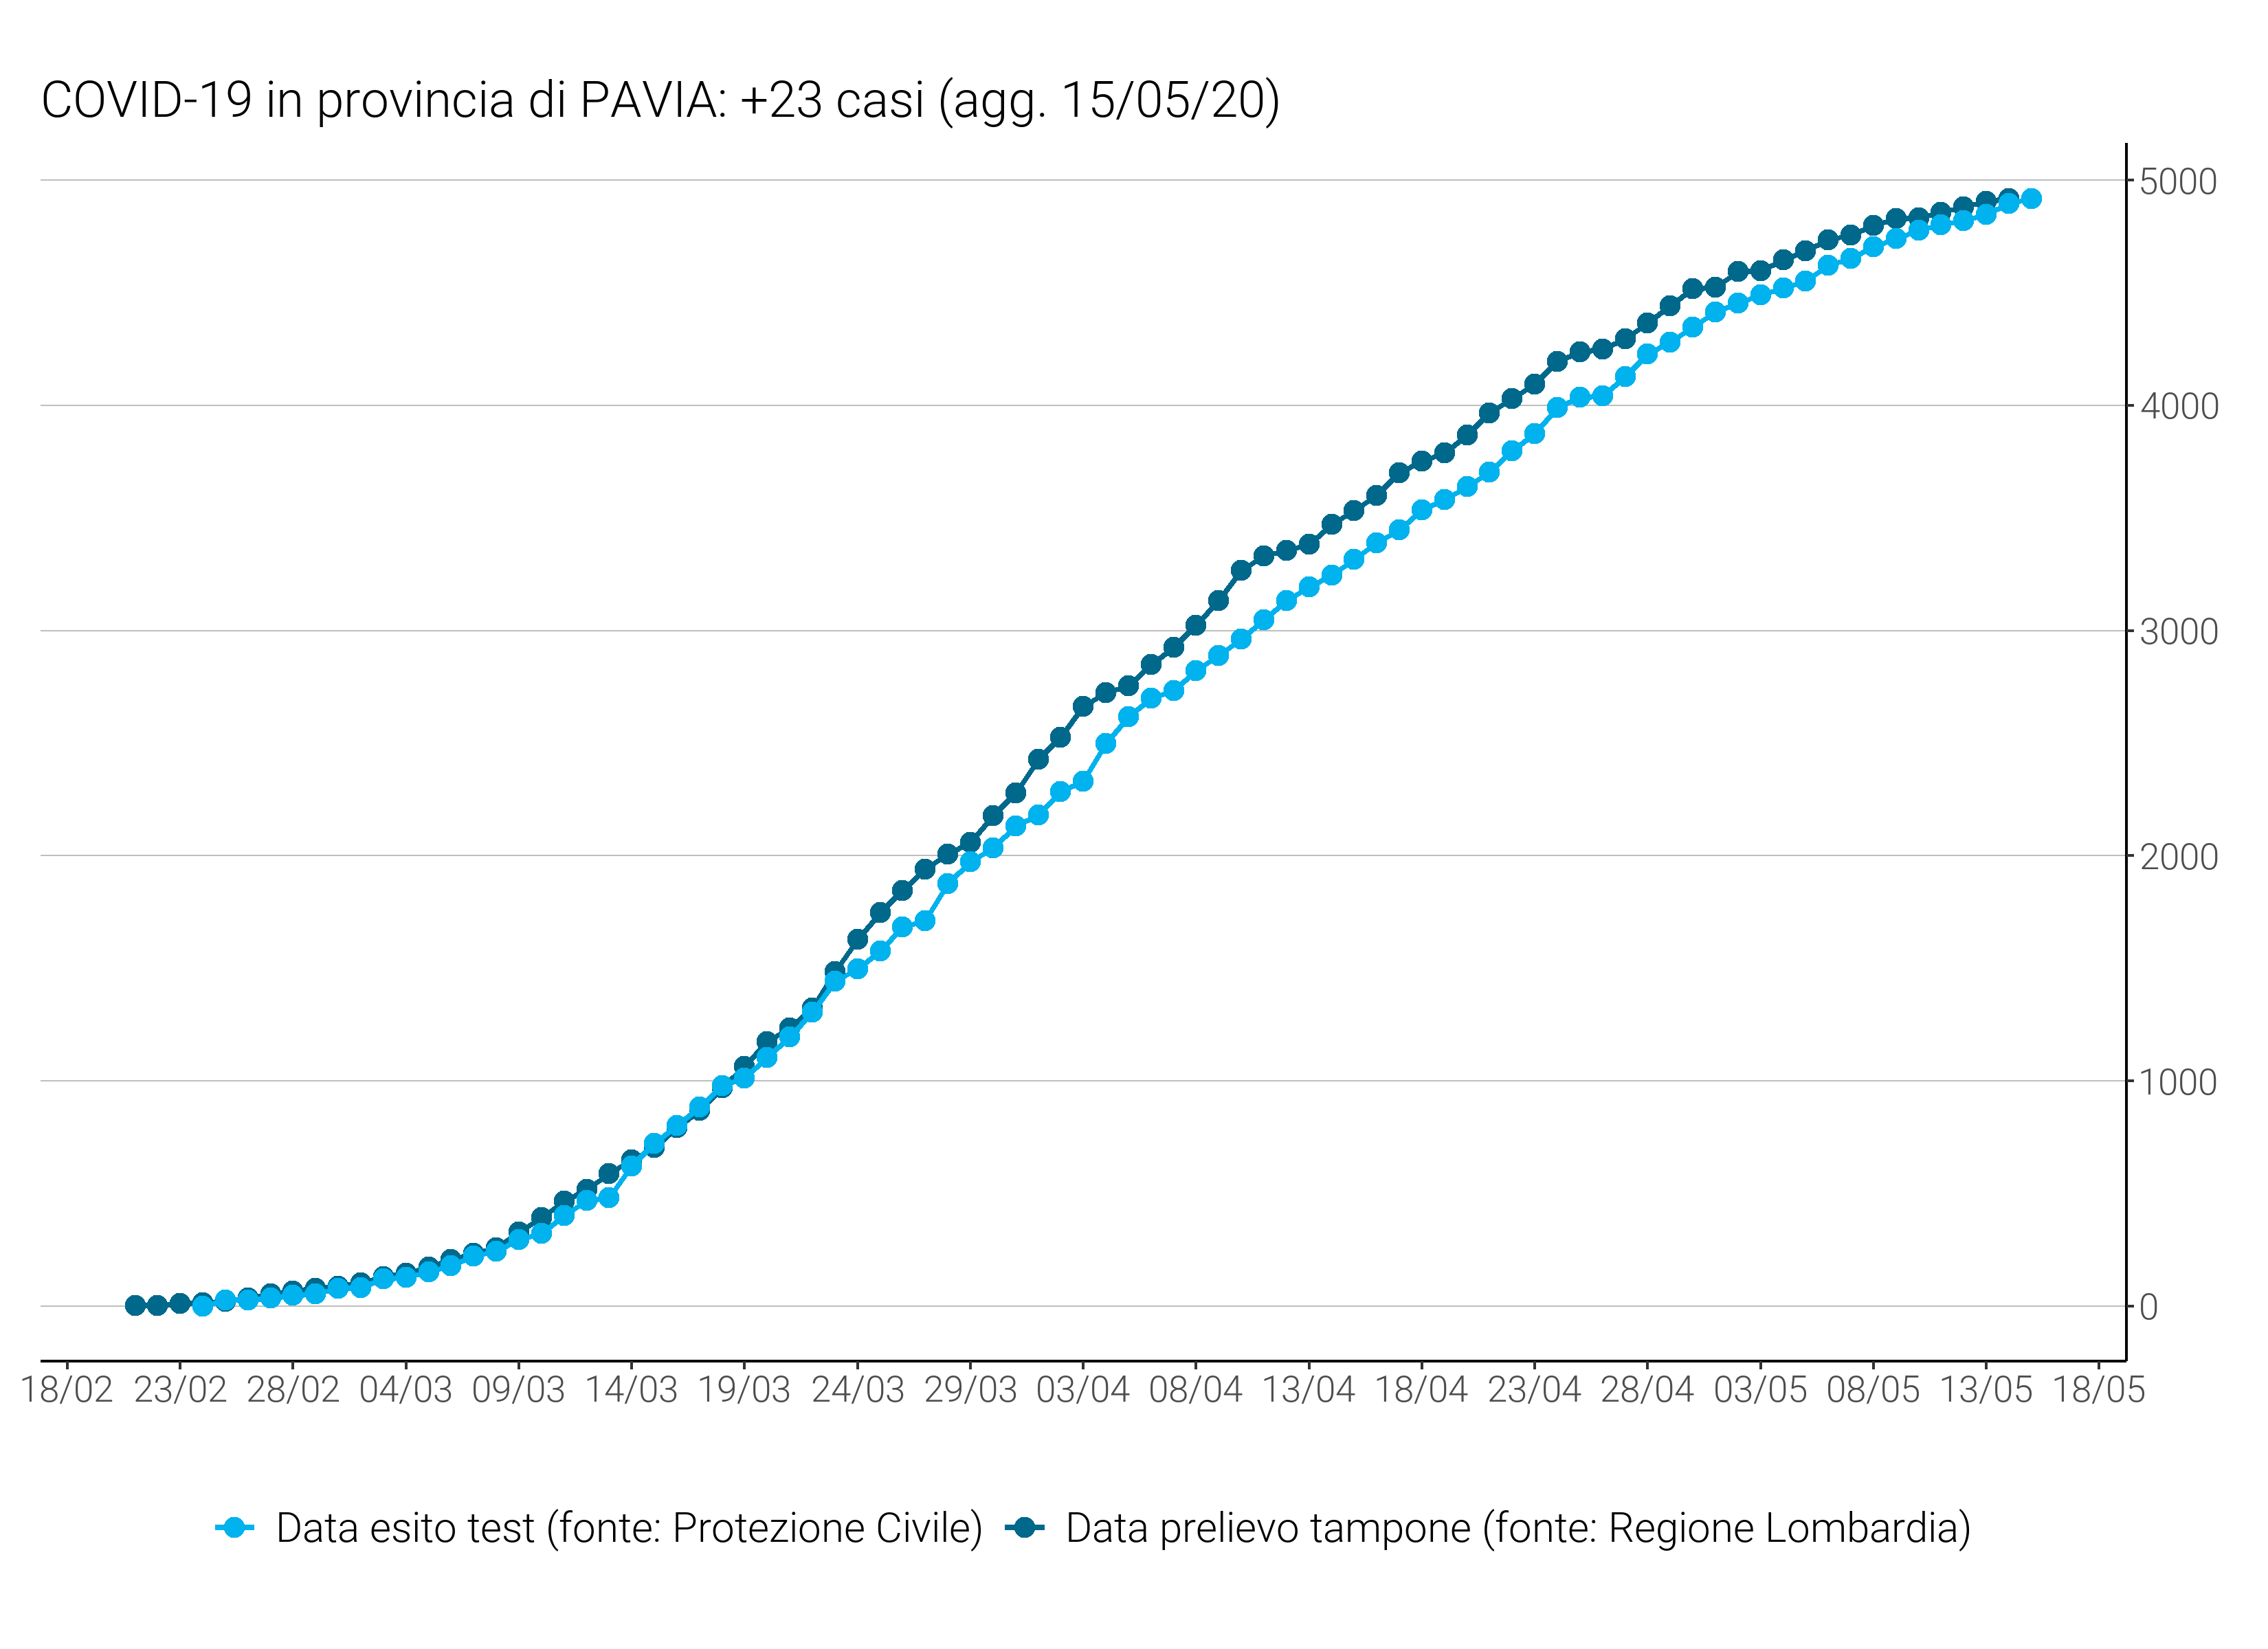 COVID-19 in provincia di PAVIA: +23 casi (agg. 15/05/20)
5000
4000
3000
2000
1000
0
18/02 23/02 28/02 04/03 09/03 14/03 19/03 24/03 29/03 03/04 08/04 13/04 18/04 23/04 28/04 03/05 08/05 13/05 18/05
Data esito test (fonte: Protezione Civile) Data prelievo tampone (fonte: Regione Lombardia)